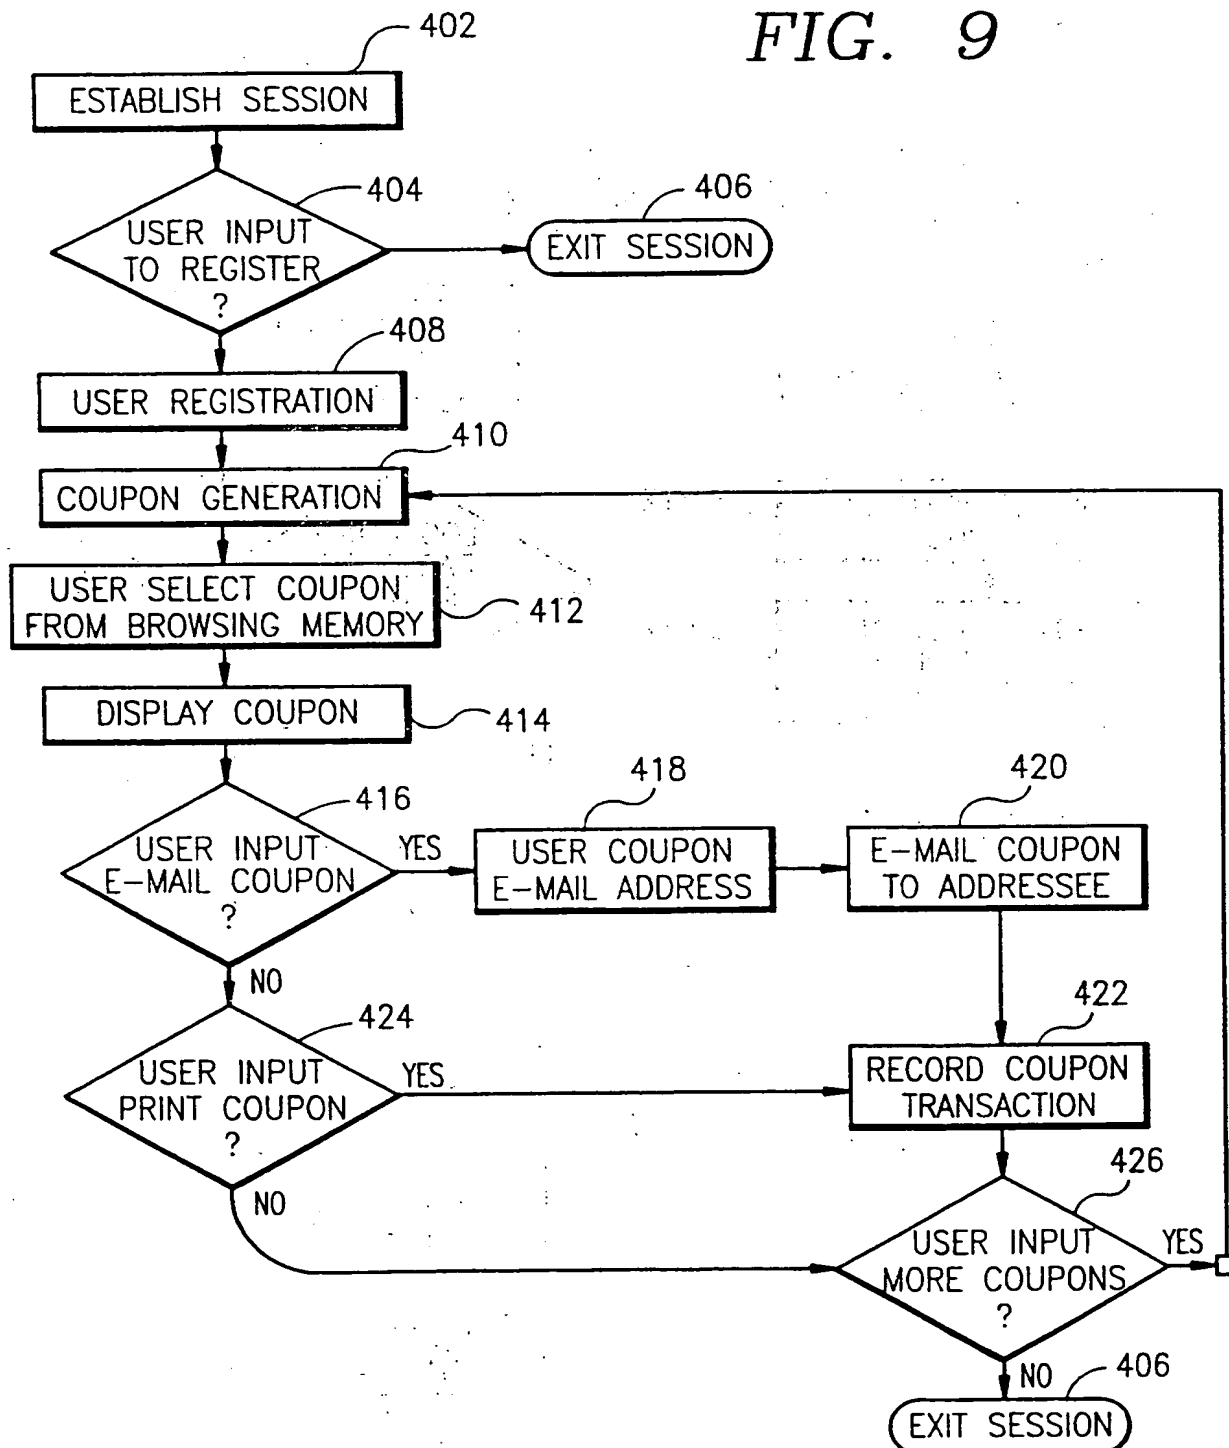 FIG. 9
402
ESTABLISH SESSION
404
USER INPUT
TO REGISTER
?
406
EXIT SESSION
408
USER REGISTRATION
410
COUPON GENERATION
USER SELECT COUPON
FROM BROWSING MEMORY
412
DISPLAY COUPON
414
416
USER INPUT
E-MAIL COUPON
?
YES
NO
418
USER COUPON
E-MAIL ADDRESS
420
E-MAIL COUPON
TO ADDRESSEE
424
USER INPUT
PRINT COUPON
?
YES
NO
422
RECORD COUPON
TRANSACTION
426
USER INPUT
MORE COUPONS
?
YES
NO
406
EXIT SESSION